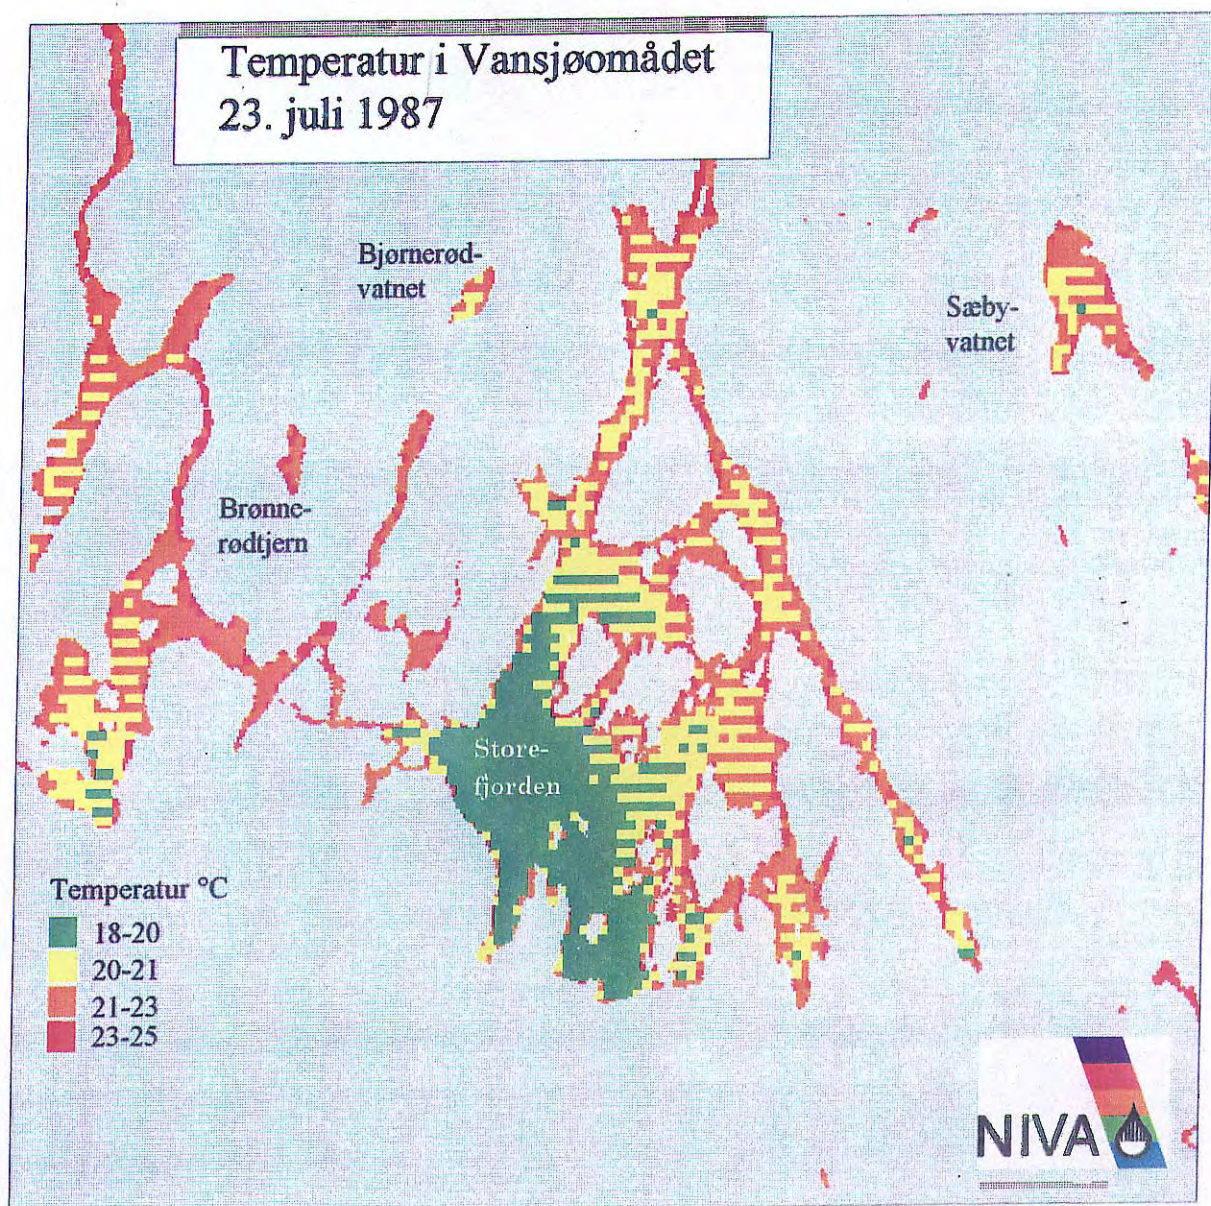 Temperatur i Vansjøområdet
23. juli 1987
Bjørnerød-
vatnet
Sæby-
vatnet
Brønne-
rødtjern
Store-
fjorden
Temperatur °C
18-20
20-21
21-23
23-25
NIVA